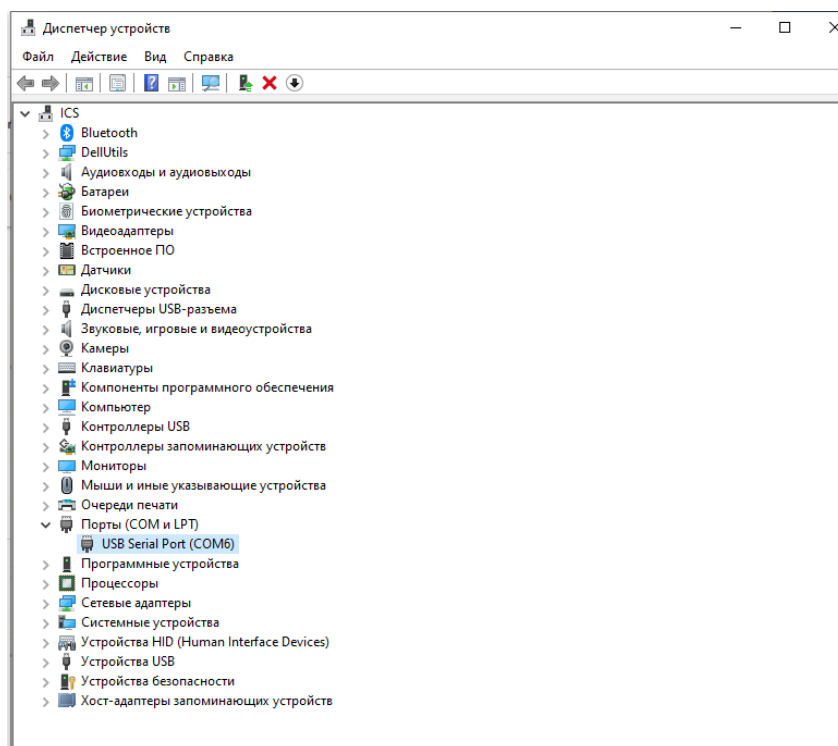 Диспетчер устройств
Файл Действие Вид Справка
ICS
Bluetooth
DellUtils
Аудиовходы и аудиовыходы
Батареи
Биометрические устройства
Видеоадаптеры
Встроенное ПО
Датчики
Дисковые устройства
Диспетчеры USB-разъема
Звуковые, игровые и видеоустройства
Камеры
Клавиатуры
Компоненты программного обеспечения
Компьютер
Контроллеры USB
Контроллеры запоминающих устройств
Мониторы
Мыши и иные указывающие устройства
Очереди печати
Порты (COM и LPT)
USB Serial Port (COM6)
Программные устройства
Процессоры
Сетевые адаптеры
Системные устройства
Устройства HID (Human Interface Devices)
Устройства USB
Устройства безопасности
Хост-адаптеры запоминающих устройств